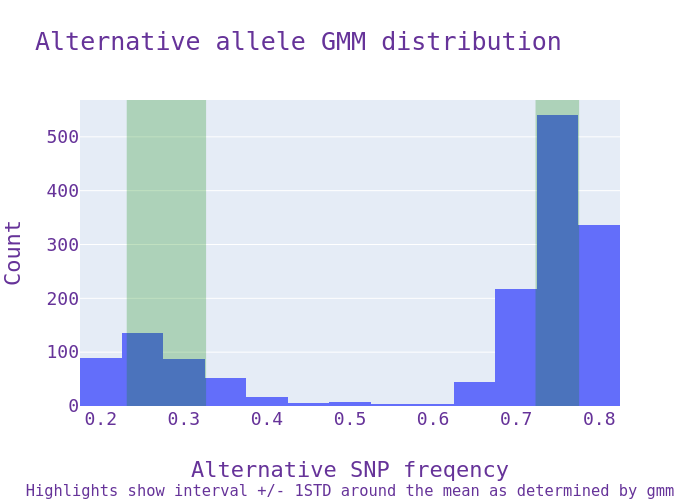 Alternative allele GMM distribution
Count
500
400
300
200
100
0
0.2 0.3 0.4 0.5 0.6 0.7 0.8
Alternative SNP freqency
Highlights show interval +/- 1STD around the mean as determined by gmm